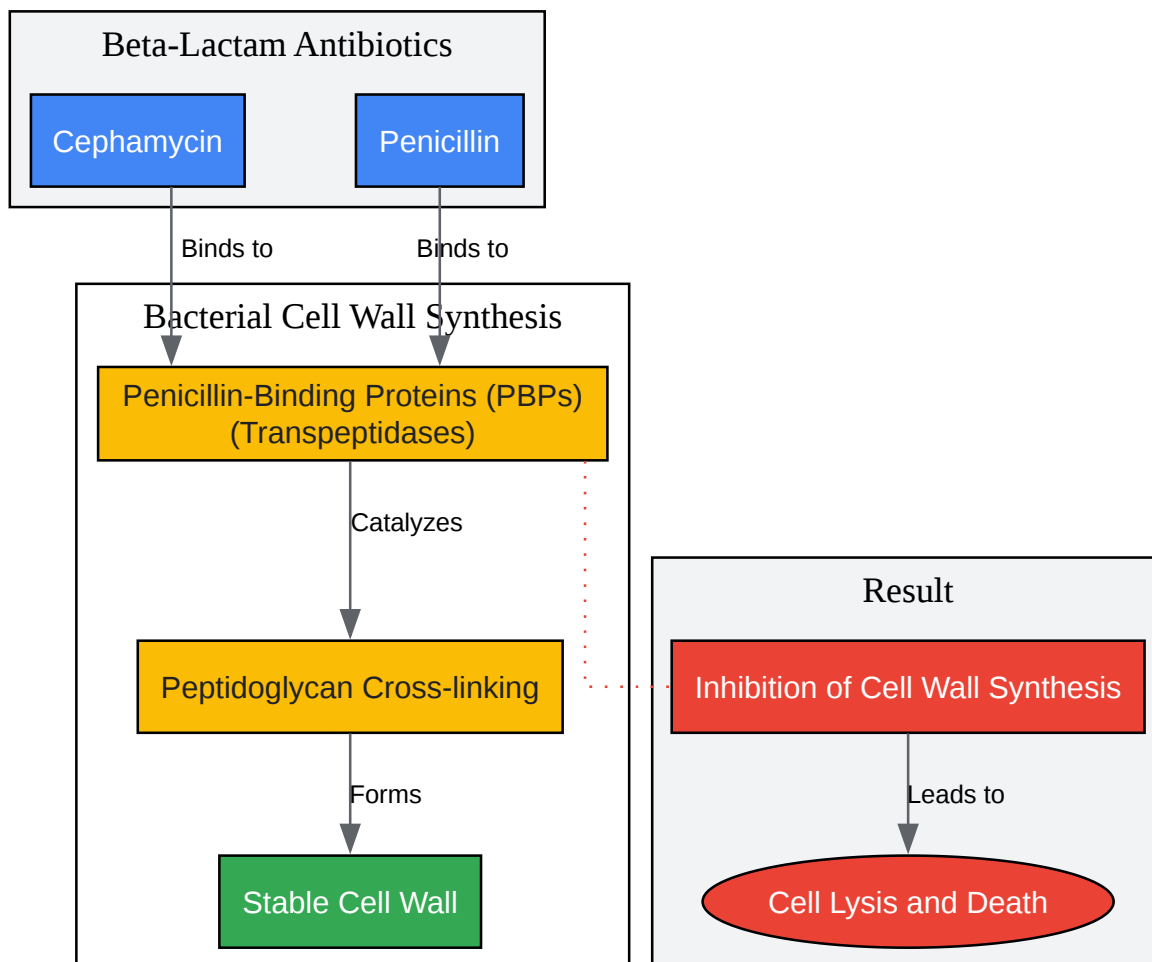 Beta-Lactam Antibiotics
Cephamycin
Penicillin
Binds to
Binds to
Bacterial Cell Wall Synthesis
Penicillin-Binding Proteins (PBPs)
(Transpeptidases)
Catalyzes
Peptidoglycan Cross-linking
Forms
Stable Cell Wall
Result
Inhibition of Cell Wall Synthesis
Leads to
Cell Lysis and Death